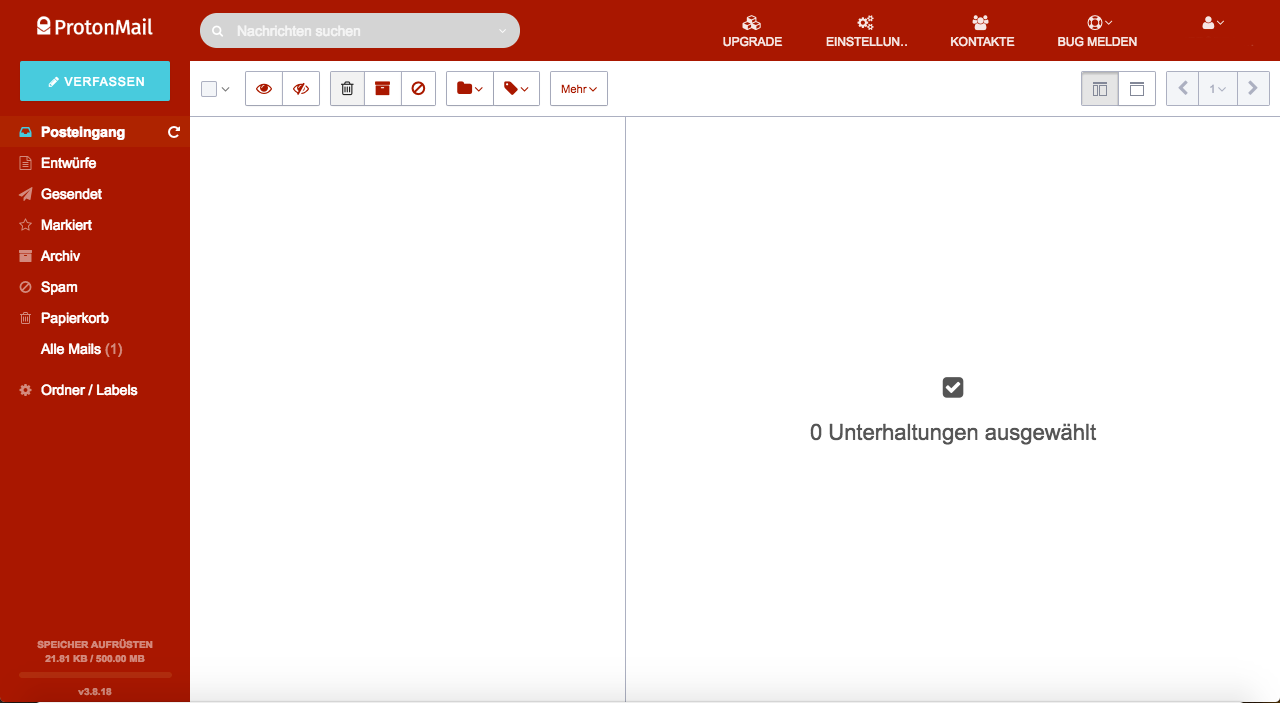 ProtonMail
Nachrichten suchen
UPGRADE
EINSTELLUN..
KONTAKTE
BUG MELDEN
VERFASSEN
Mehr
1
Posteingang
Entwürfe
Gesendet
Markiert
Archiv
Spam
Papierkorb
Alle Mails (1)
Ordner / Labels
0 Unterhaltungen ausgewählt
SPEICHER AUFRÜSTEN
21.81 KB / 500.00 MB
v3.8.18